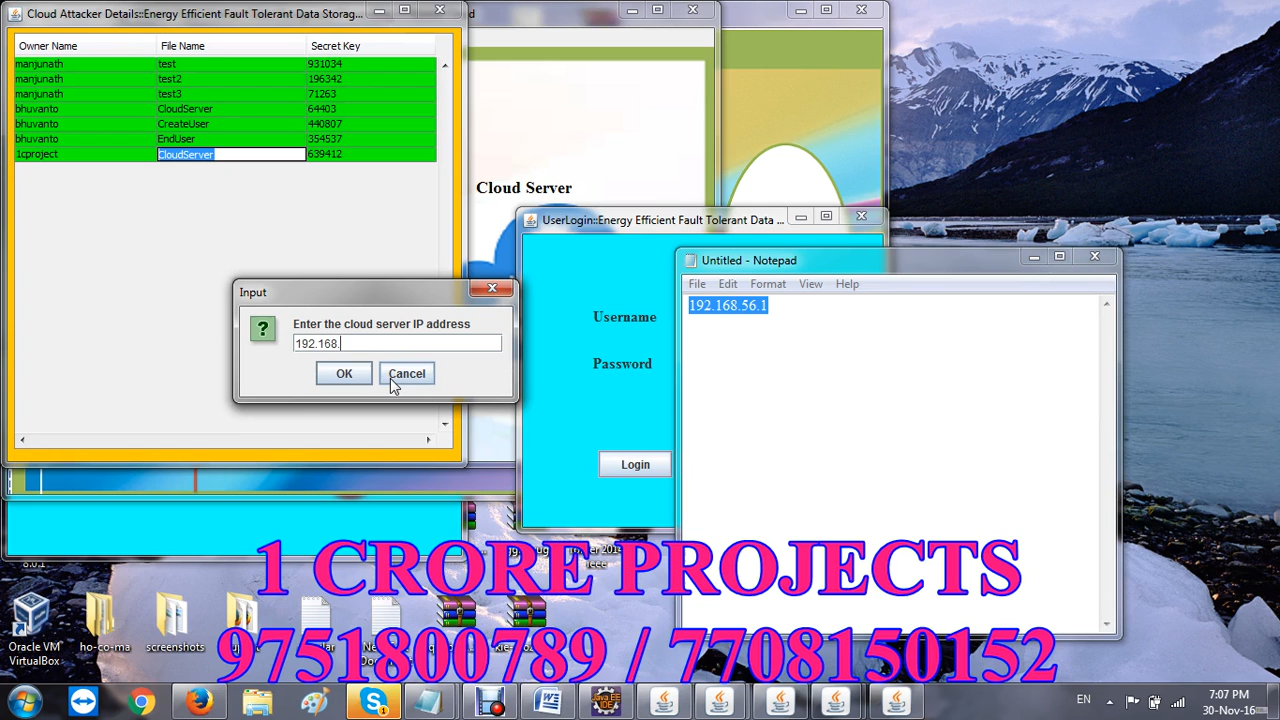 Cloud Attacker Details::Energy Efficient Fault Tolerant Data Storag...
Owner Name File Name Secret Key
manjunath test 931034
manjunath test2 196342
manjunath test3 71263
bhuvanto CloudServer 64403
bhuvanto CreateUser 440807
bhuvanto EndUser 354537
1cproject CloudServer 639412
Cloud Server
UserLogin::Energy Efficient Fault Tolerant Data ...
Username
Password
Login
Untitled - Notepad
File Edit Format View Help
192.168.56.1
Input
Enter the cloud server IP address
192.168.
OK Cancel
1 CRORE PROJECTS
9751800789 / 7708150152
Oracle VM
VirtualBox
ho-co-ma
screenshots
EN
7:07 PM
30-Nov-16